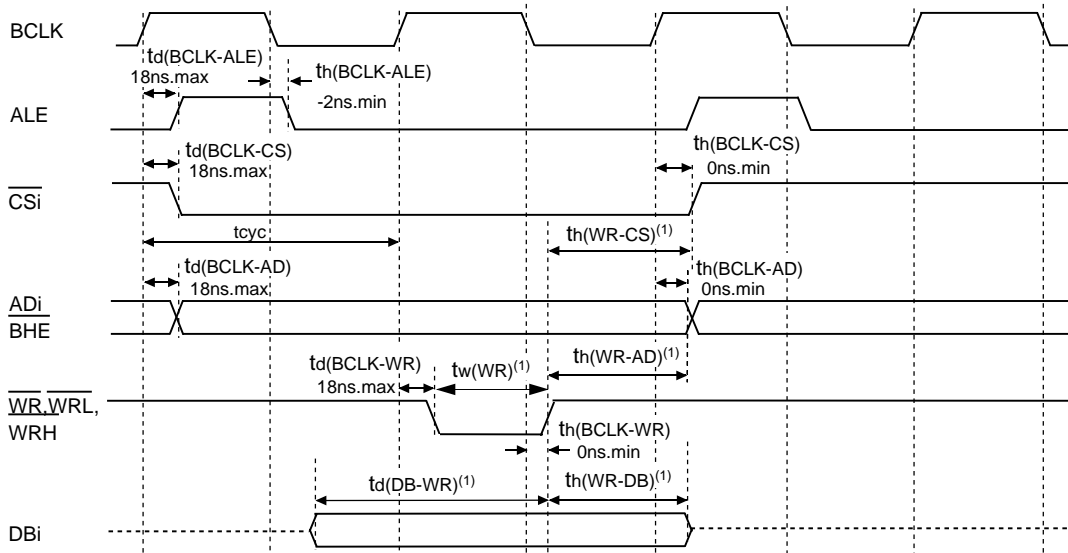 BCLK
td(BCLK-ALE)
18ns.max
th(BCLK-ALE)
-2ns.min
ALE
td(BCLK-CS)
18ns.max
th(BCLK-CS)
0ns.min
CSi
tcyc
th(WR-CS)(1)
td(BCLK-AD)
18ns.max
th(BCLK-AD)
0ns.min
ADi
BHE
td(BCLK-WR)
18ns.max
tw(WR)(1)
th(WR-AD)(1)
WR,WRL,
WRH
th(BCLK-WR)
0ns.min
td(DB-WR)(1)
th(WR-DB)(1)
DBi